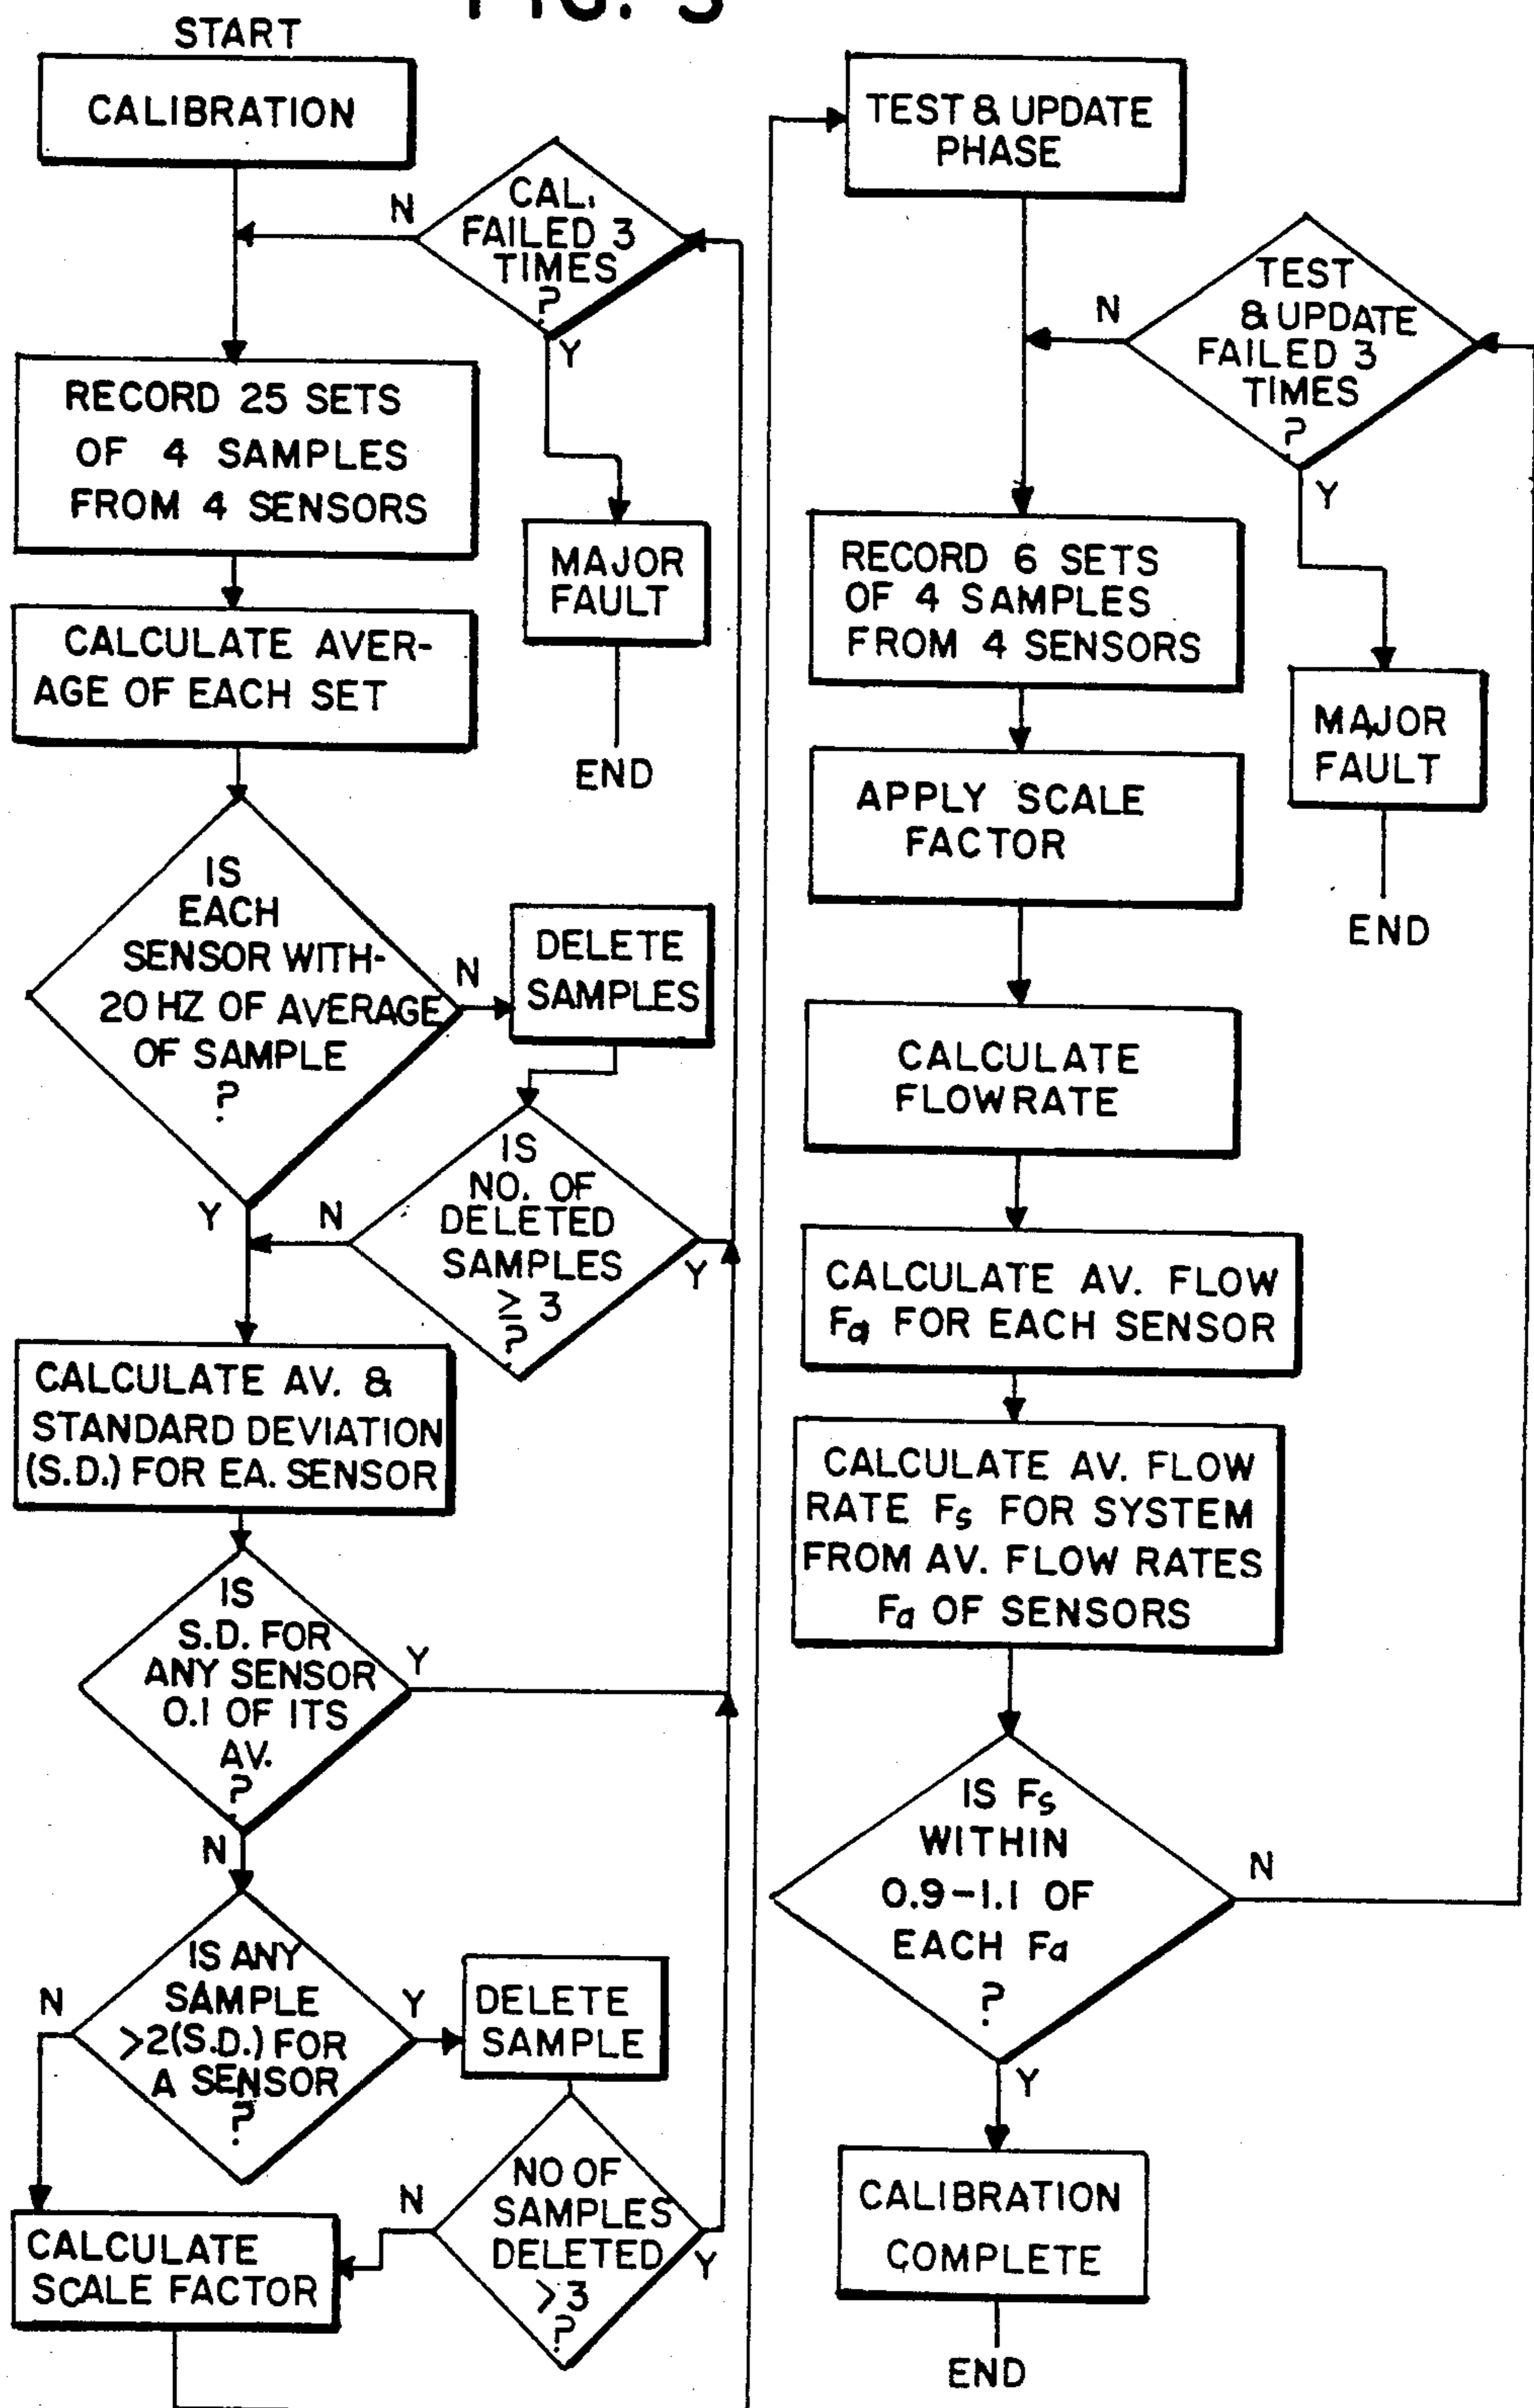 FIG. 3
START
CALIBRATION
N
CAL.
FAILED 3
TIMES
?
Y
RECORD 25 SETS
OF 4 SAMPLES
FROM 4 SENSORS
MAJOR
FAULT
END
CALCULATE AVER-
AGE OF EACH SET
IS
EACH
SENSOR WITH-
20 HZ OF AVERAGE
OF SAMPLE
?
N
Y
DELETE
SAMPLES
IS
NO. OF
DELETED
SAMPLES
≥ 3
?
N
Y
CALCULATE AV. &
STANDARD DEVIATION
(S.D.) FOR EA. SENSOR
IS
S.D. FOR
ANY SENSOR
0.1 OF ITS
AV.
?
Y
N
IS ANY
SAMPLE
>2(S.D.) FOR
A SENSOR
?
N
Y
DELETE
SAMPLE
NO OF
SAMPLES
DELETED
>3
?
N
Y
CALCULATE
SCALE FACTOR
TEST & UPDATE
PHASE
N
TEST
& UPDATE
FAILED 3
TIMES
?
Y
RECORD 6 SETS
OF 4 SAMPLES
FROM 4 SENSORS
MAJOR
FAULT
END
APPLY SCALE
FACTOR
CALCULATE
FLOWRATE
CALCULATE AV. FLOW
Fa FOR EACH SENSOR
CALCULATE AV. FLOW
RATE Fs FOR SYSTEM
FROM AV. FLOW RATES
Fa OF SENSORS
IS Fs
WITHIN
0.9-1.1 OF
EACH Fa
?
N
Y
CALIBRATION
COMPLETE
END